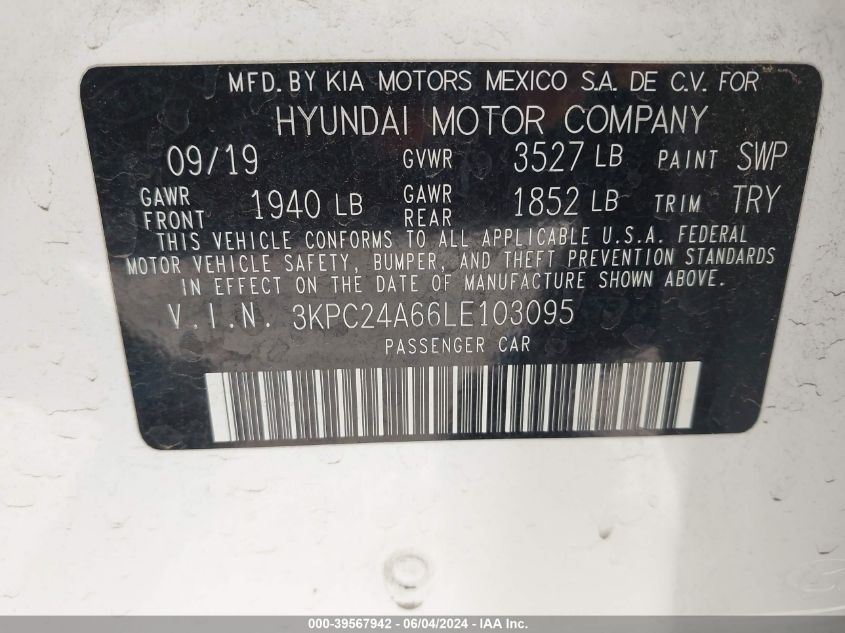 MFD. BY KIA MOTORS MEXICO S.A. DE C.V. FOR
HYUNDAI MOTOR COMPANY
09/19 GVWR 3527 LB PAINT SWP
GAWR FRONT 1940 LB GAWR REAR 1852 LB TRIM TRY
THIS VEHICLE CONFORMS TO ALL APPLICABLE U.S.A. FEDERAL
MOTOR VEHICLE SAFETY, BUMPER, AND THEFT PREVENTION STANDARDS
IN EFFECT ON THE DATE OF MANUFACTURE SHOWN ABOVE.
V.I.N. 3KPC24A66LE103095
PASSENGER CAR
000-39567942 - 06/04/2024 - IAA Inc.